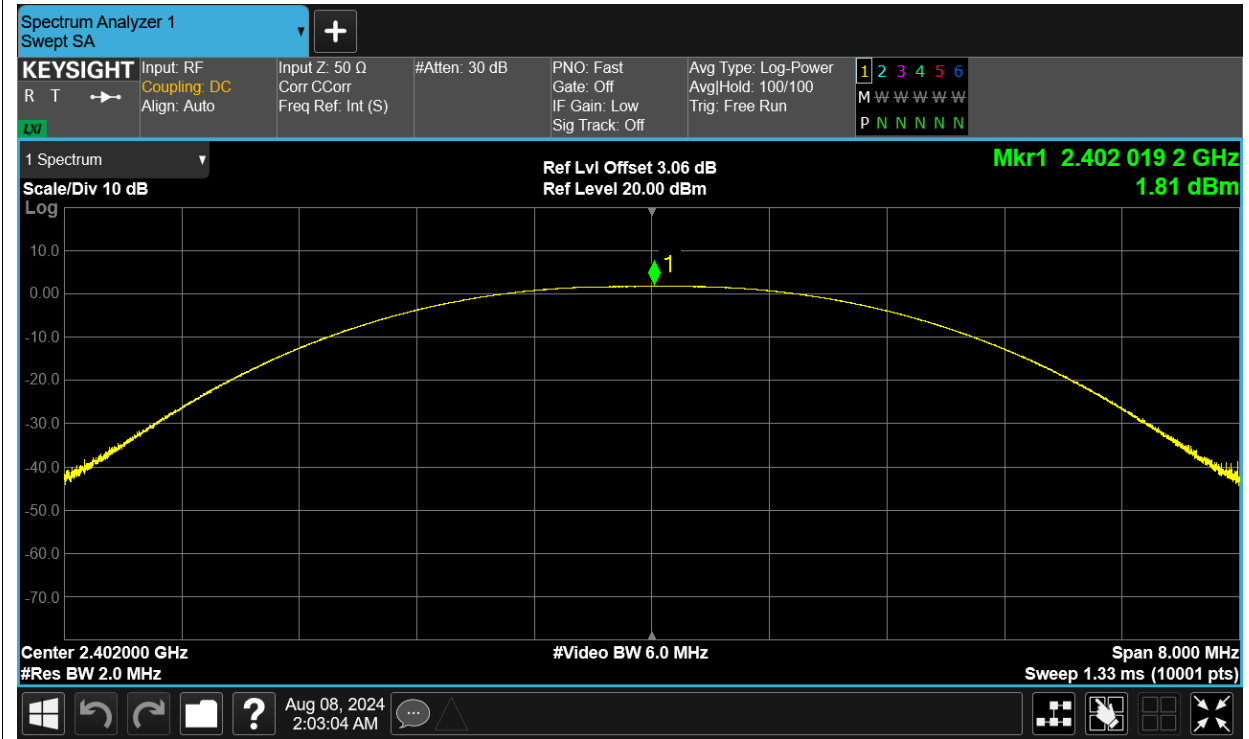 Spectrum Analyzer 1
Swept SA
KEYSIGHT
R T
LXI
Input: RF
Coupling: DC
Align: Auto
Input Z: 50 Ω
Corr CCorr
Freq Ref: Int (S)
#Atten: 30 dB
PNO: Fast
Gate: Off
IF Gain: Low
Sig Track: Off
Avg Type: Log-Power
Avg|Hold: 100/100
Trig: Free Run
1 2 3 4 5 6
M W W W W W
P N N N N N
1 Spectrum
Scale/Div 10 dB
Log
Ref Lvl Offset 3.06 dB
Ref Level 20.00 dBm
Mkr1 2.402 019 2 GHz
1.81 dBm
10.0
0.00
-10.0
-20.0
-30.0
-40.0
-50.0
-60.0
-70.0
1
Center 2.402000 GHz
#Res BW 2.0 MHz
#Video BW 6.0 MHz
Span 8.000 MHz
Sweep 1.33 ms (10001 pts)
?
Aug 08, 2024
2:03:04 AM